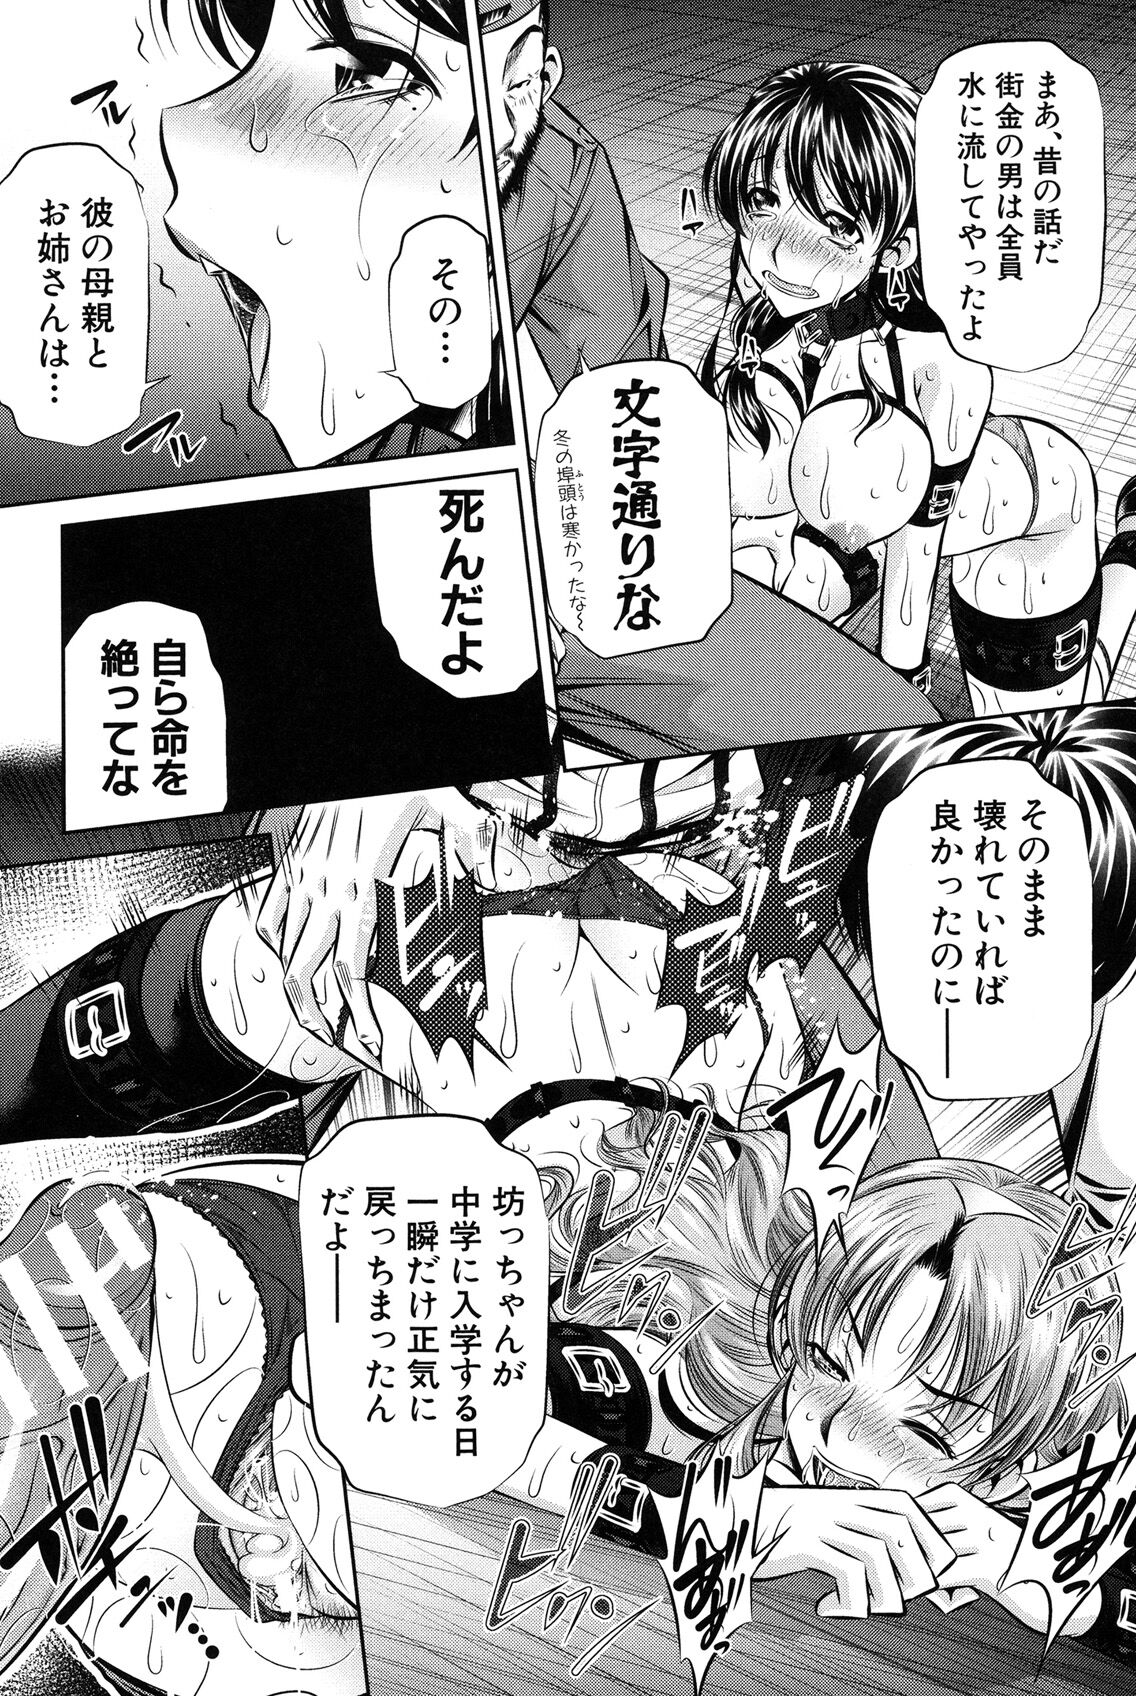 まあ、昔の話だ
街金の男は全員
水に流してやったよ
文字通りな
冬の埠頭は寒かったな〜
ふとう
その…
彼の母親と
お姉さんは…
死んだよ
自ら命を
絶ってな
そのまま
壊れていれば
良かったのに―
坊っちゃんが
中学に入学する日
一瞬だけ正気に
戻っちまったん
だよ―